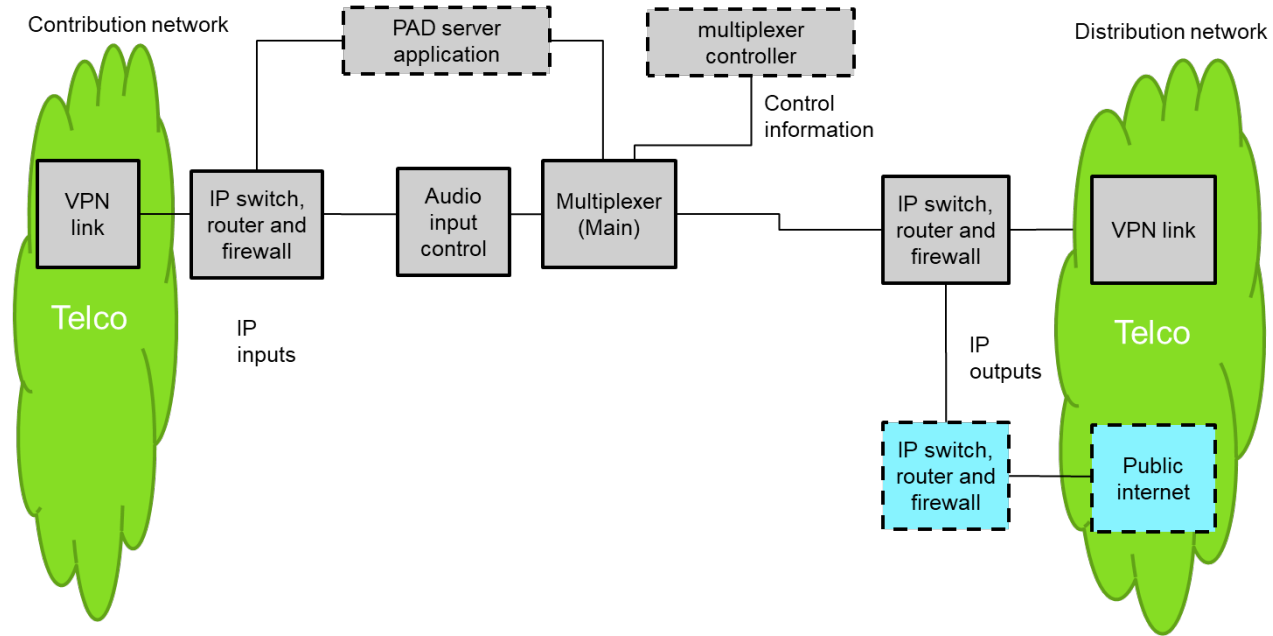 Contribution network
PAD server
application
multiplexer
controller
Distribution network
Control
information
VPN
link
IP switch,
router and
firewall
Audio
input
control
Multiplexer
(Main)
IP switch,
router and
firewall
VPN link
Telco
IP
inputs
Telco
IP
outputs
IP switch,
router and
firewall
Public
internet